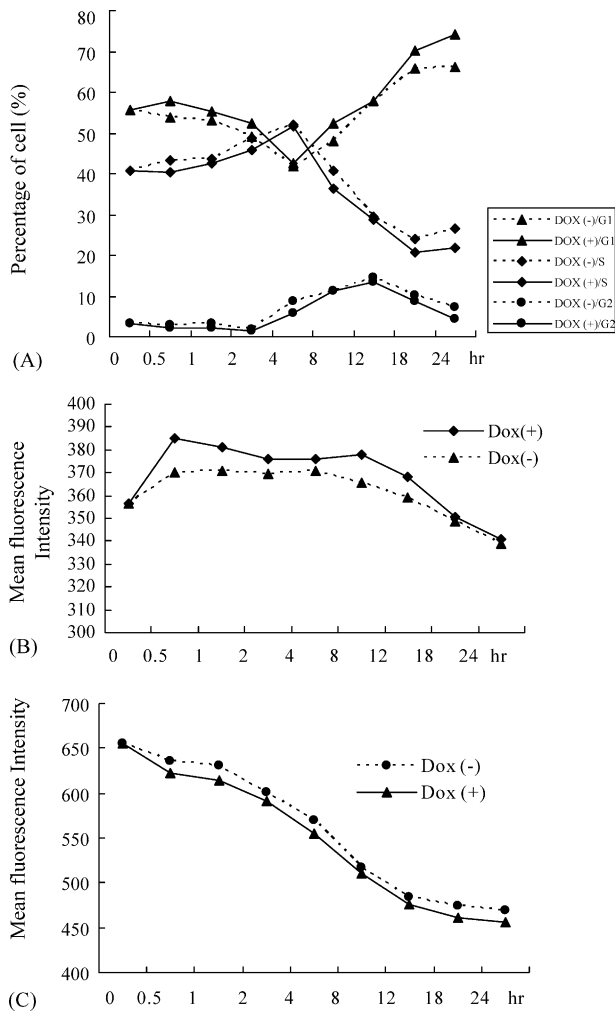 80
70
60
50
40
30
20
10
0
Percentage of cell (%)
0 0.5 1 2 4 8 12 18 24 hr
DOX (-)/G1
DOX (+)/G1
DOX (-)/S
DOX (+)/S
DOX (-)/G2
DOX (+)/G2
(A)
400
390
380
370
360
350
340
330
320
310
300
Mean fluorescence
Intensity
Dox(+)
Dox(-)
0 0.5 1 2 4 8 12 18 24 hr
(B)
700
650
600
550
500
450
400
Mean fluorescence Intensity
Dox (-)
Dox (+)
0 0.5 1 2 4 8 12 18 24 hr
(C)